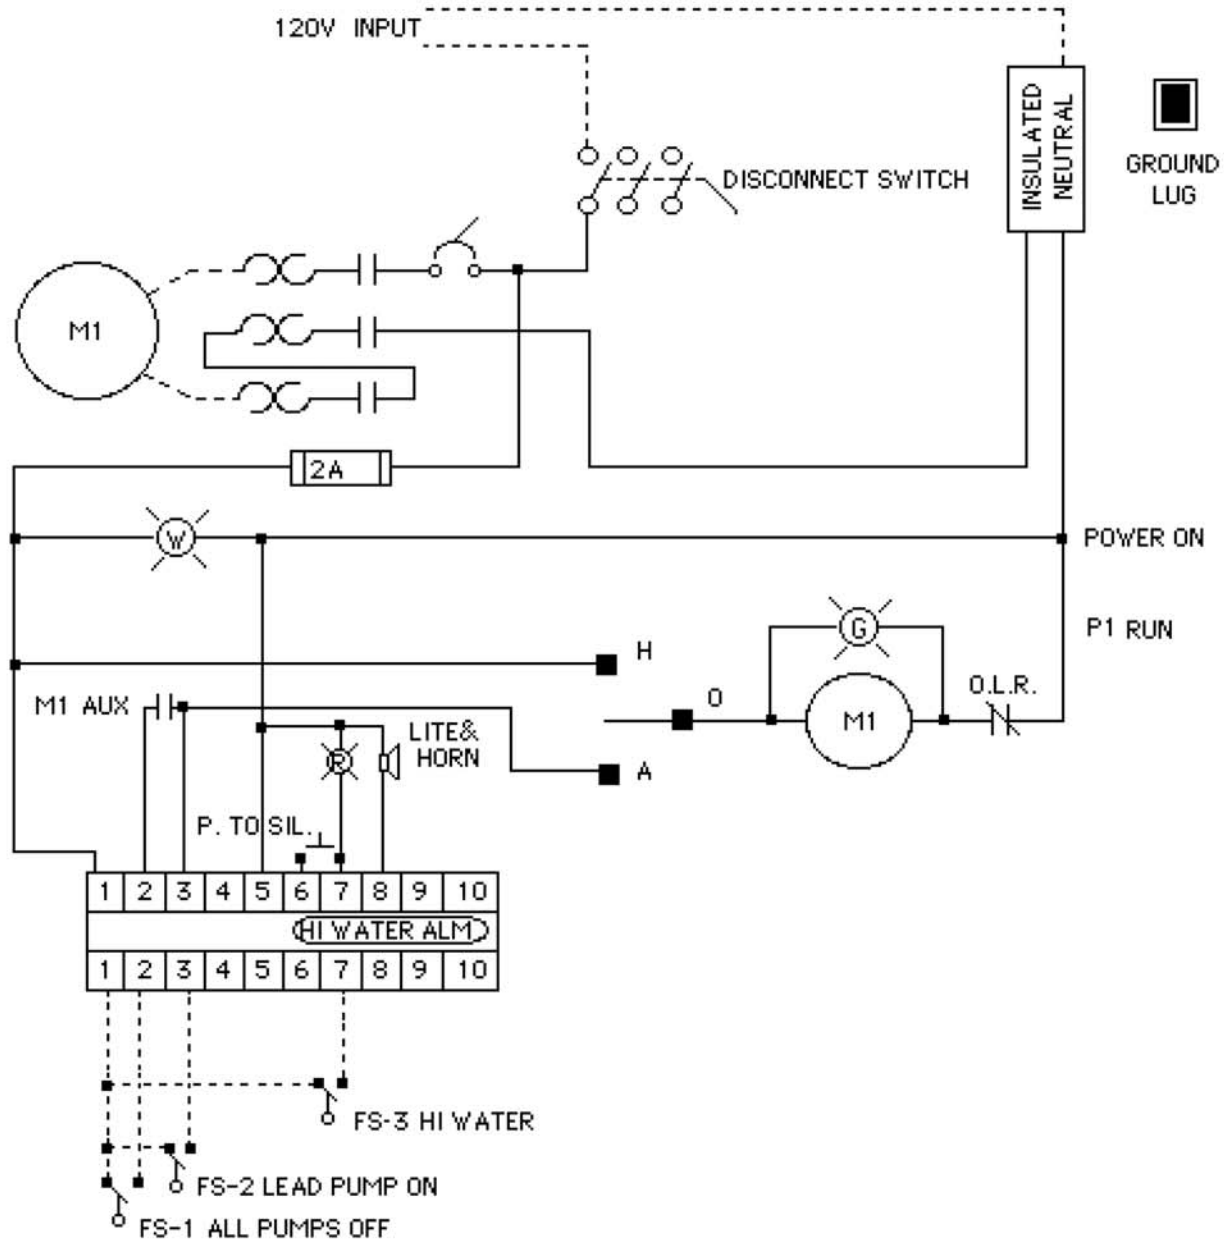 120V INPUT
INSULATED
NEUTRAL
GROUND
LUG
DISCONNECT SWITCH
M1
2A
W
POWER ON
G
P1 RUN
H
M1 AUX
O
O.L.R.
M1
LITE&
HORN
R
A
P. TO SIL.
1 2 3 4 5 6 7 8 9 10
HI WATER ALM
1 2 3 4 5 6 7 8 9 10
FS-3 HI WATER
FS-2 LEAD PUMP ON
FS-1 ALL PUMPS OFF